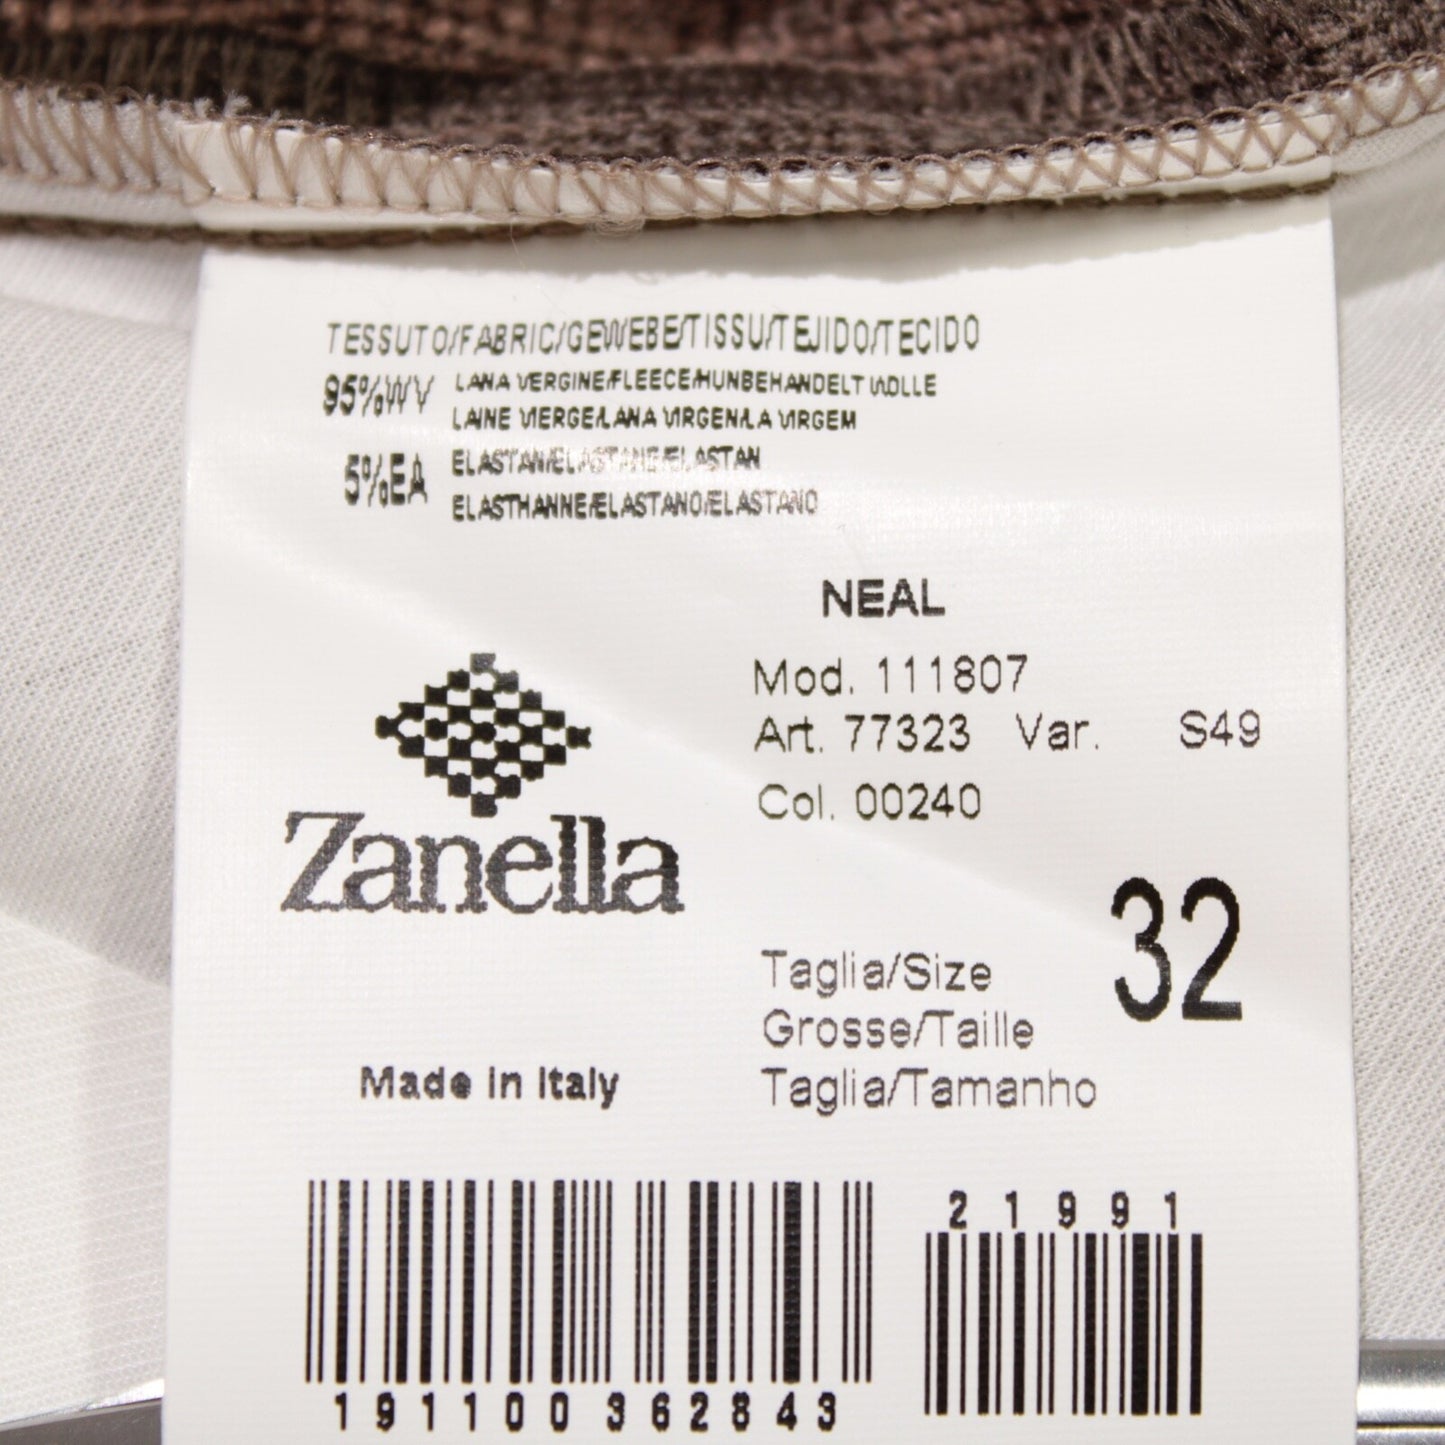 TESSUTO/FABRIC/GEWEBE/TISSU/TEJIDO/TECIDO
95%WV LANA VERGINE/FLEECE/HUNBEHANDELT WOLLE
LAINE VIERGE/LANA VIRGEN/LA VIRGEM
5%EA ELASTAN/ELASTANE/ELASTAN
ELASTHANNE/ELASTANO/ELASTANO
NEAL
Mod. 111807
Art. 77323 Var. S49
Col. 00240
Zanella
32
Taglia/Size
Grosse/Taille
Taglia/Tamanho
Made in Italy
21991
191100362843